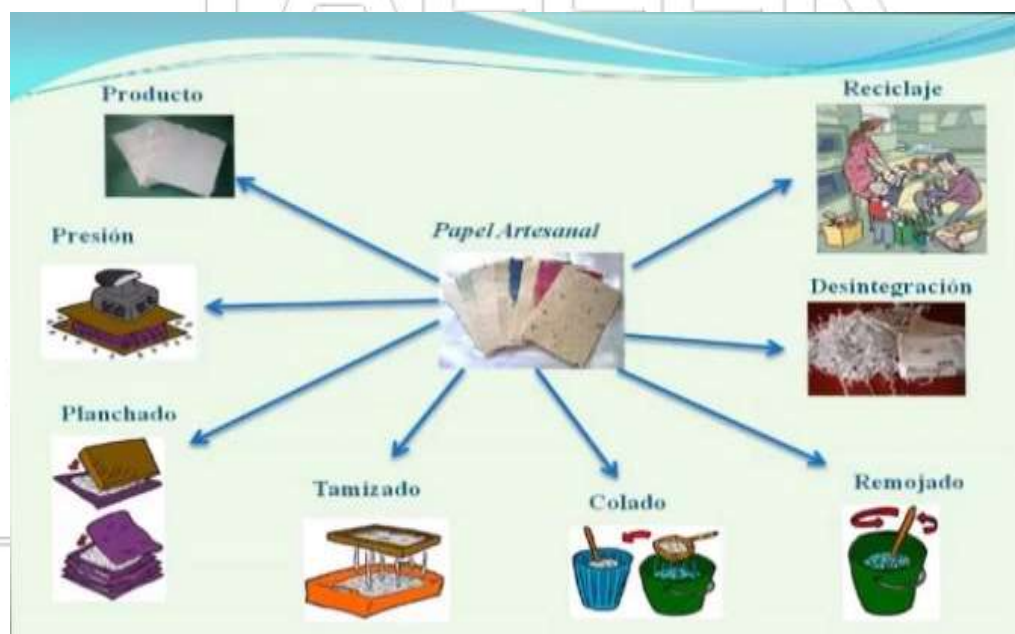 Producto
Reciclaje
Presión
Papel Artesanal
Desintegración
Planchado
Tamizado
Colado
Remojado